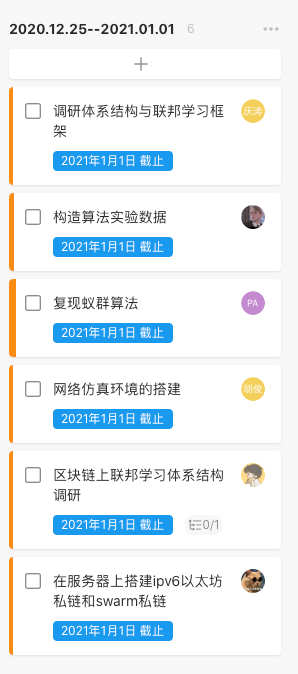 2020.12.25--2021.01.01 6
调研体系结构与联邦学习框
架
庆涛
2021年1月1日 截止
构造算法实验数据
2021年1月1日 截止
复现蚁群算法
PA
2021年1月1日 截止
网络仿真环境的搭建
胡俊
2021年1月1日 截止
区块链上联邦学习体系结构
调研
2021年1月1日 截止 0/1
在服务器上搭建ipv6以太坊
私链和swarm私链
2021年1月1日 截止